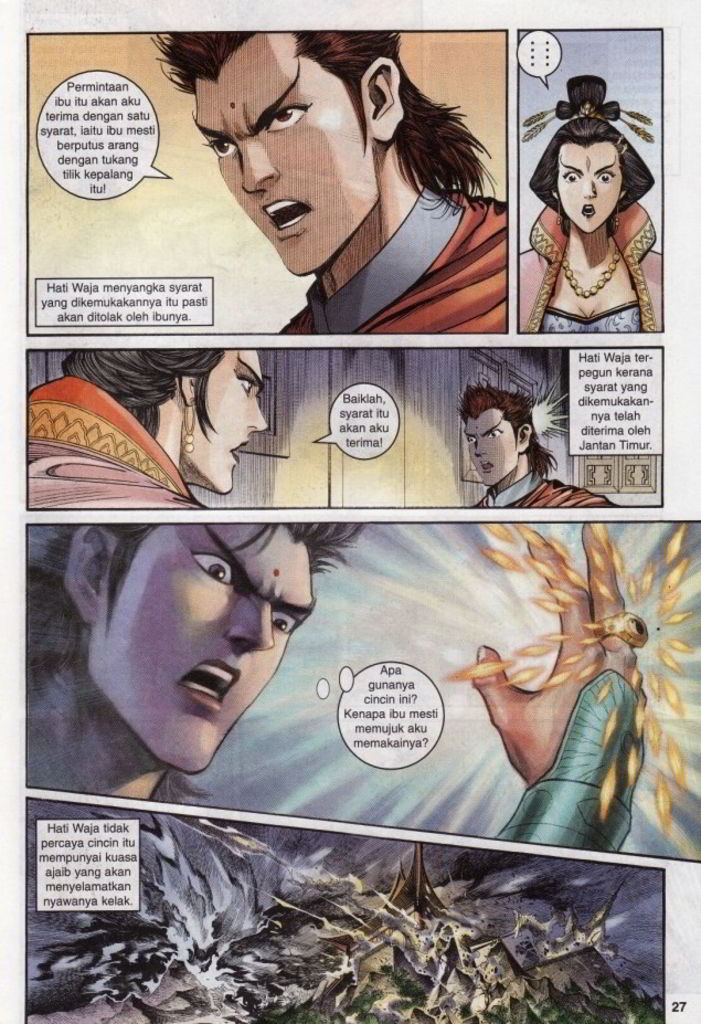 Permintaan
ibu itu akan aku
terima dengan satu
syarat, iaitu ibu mesti
berputus arang
dengan tukang
tilik kepalang
itu!
Hati Waja menyangka syarat
yang dikemukakannya itu pasti
akan ditolak oleh ibunya.
Baiklah,
syarat itu
akan aku
terima!
Hati Waja ter-
pegun kerana
syarat yang
dikemukakan-
nya telah
diterima oleh
Jantan Timur.
Apa
gunanya
cincin ini?
Kenapa ibu mesti
memujuk aku
memakainya?
Hati Waja tidak
percaya cincin itu
mempunyai kuasa
ajaib yang akan
menyelamatkan
nyawanya kelak.
27